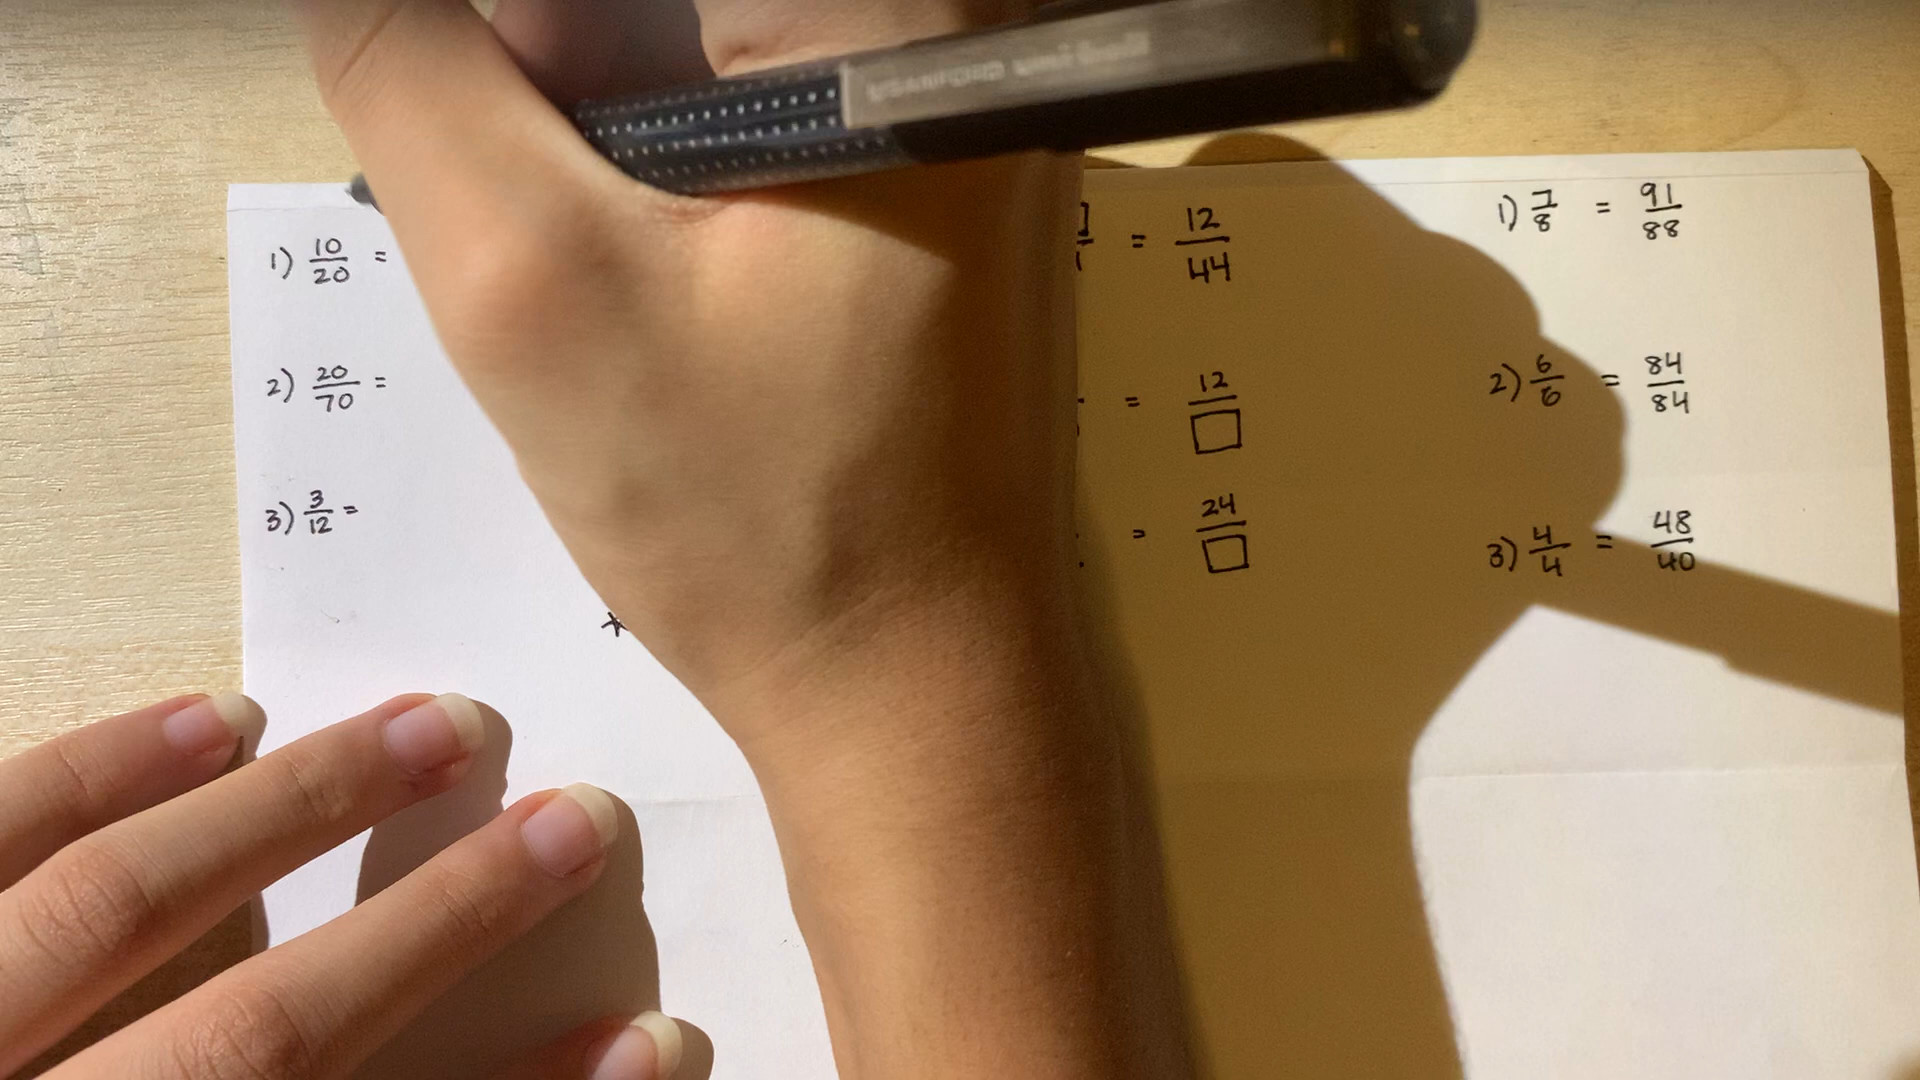 1) 10/20 =
2) 20/70 =
3) 3/12 =
= 12/44
= 12/□
= 24/□
1) 7/8 = 91/88
2) 6/6 = 84/84
3) 4/4 = 48/40